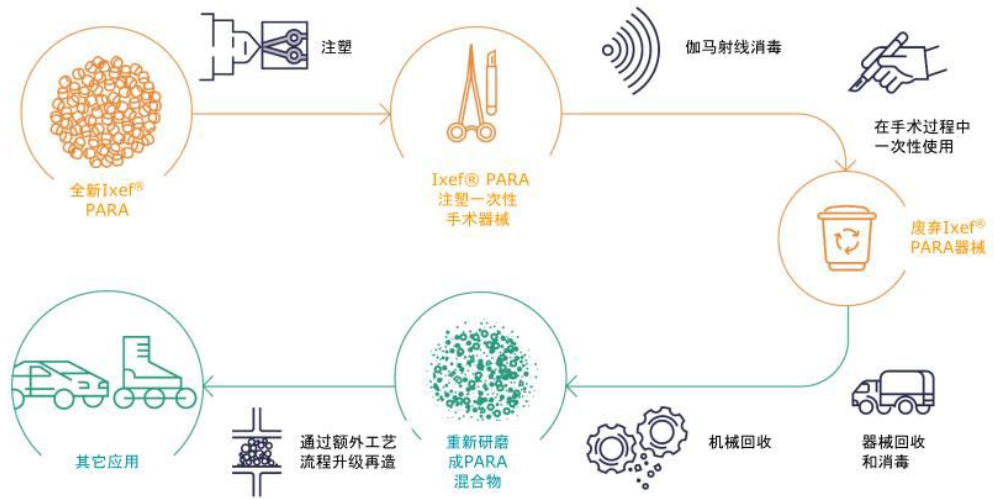 注塑
伽马射线消毒
在手术过程中
一次性使用
全新Ixef®
PARA
Ixef® PARA
注塑一次性
手术器械
废弃Ixef®
PARA器械
器械回收
和消毒
机械回收
重新研磨
成PARA
混合物
通过额外工艺
流程升级再造
其它应用